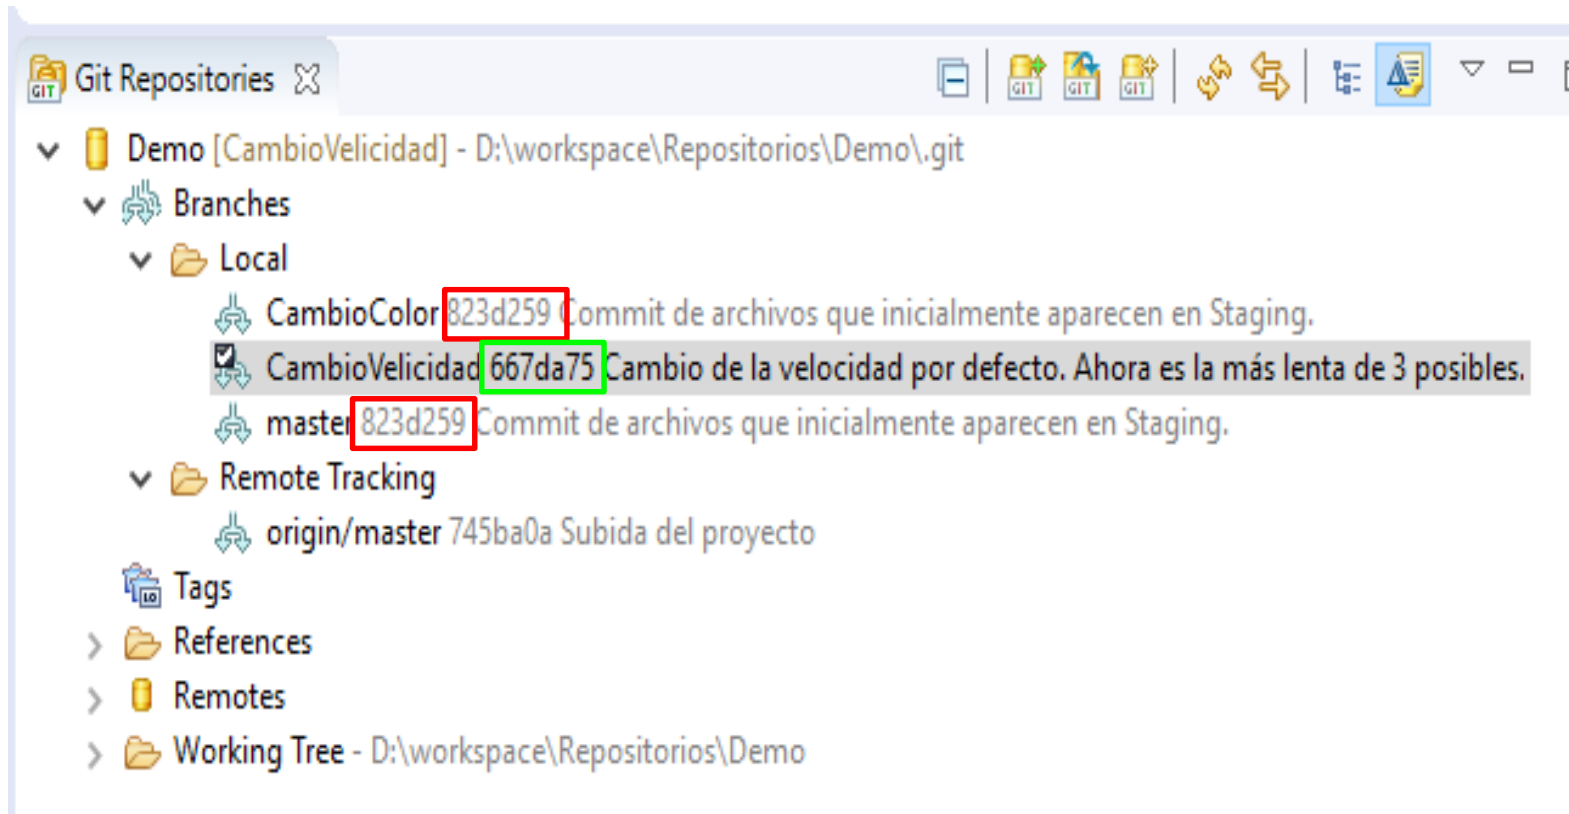 Git Repositories
Demo [CambioVelicidad] - D:\workspace\Repositorios\Demo\.git
Branches
Local
CambioColor 823d259 Commit de archivos que inicialmente aparecen en Staging.
CambioVelicidad 667da75 Cambio de la velocidad por defecto. Ahora es la más lenta de 3 posibles.
master 823d259 Commit de archivos que inicialmente aparecen en Staging.
Remote Tracking
origin/master 745ba0a Subida del proyecto
Tags
References
Remotes
Working Tree - D:\workspace\Repositorios\Demo